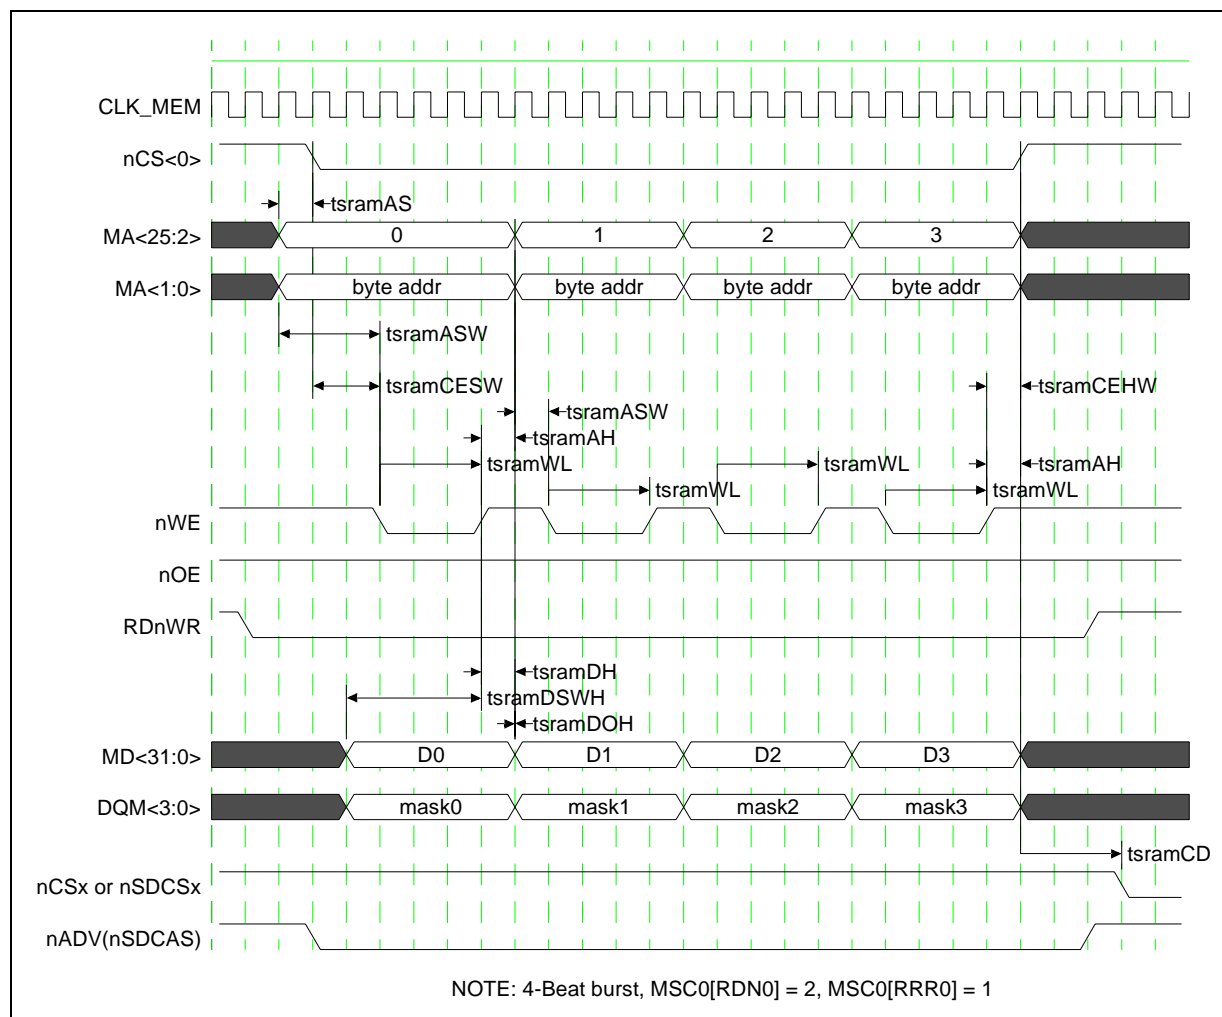 CLK_MEM
nCS<0>
tsramAS
MA<25:2> 0 1 2 3
MA<1:0> byte addr byte addr byte addr byte addr
tsramASW
tsramCESW tsramCEHW
tsramASW
tsramAH
tsramWL tsramWL tsramAH
tsramWL tsramWL
nWE
nOE
RDnWR
tsramDH
tsramDSWH
tsramDOH
MD<31:0> D0 D1 D2 D3
DQM<3:0> mask0 mask1 mask2 mask3
tsramCD
nCSx or nSDCSx
nADV(nSDCAS)
NOTE: 4-Beat burst, MSC0[RDN0] = 2, MSC0[RRR0] = 1